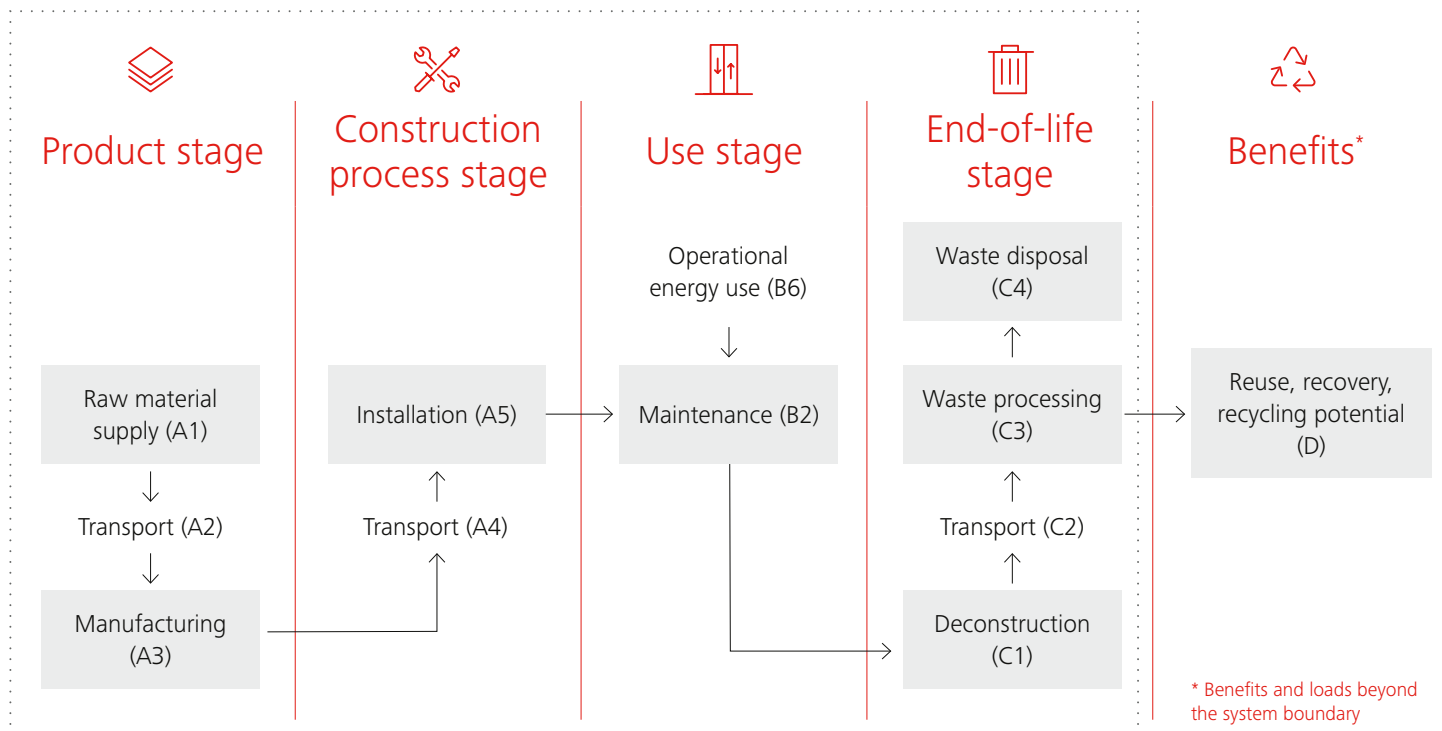 Product stage
Construction
process stage
Use stage
End-of-life
stage
Benefits*
Raw material
supply (A1)
Transport (A2)
Manufacturing
(A3)
Installation (A5)
Transport (A4)
Operational
energy use (B6)
Maintenance (B2)
Waste disposal
(C4)
Waste processing
(C3)
Transport (C2)
Deconstruction
(C1)
Reuse, recovery,
recycling potential
(D)
* Benefits and loads beyond
the system boundary